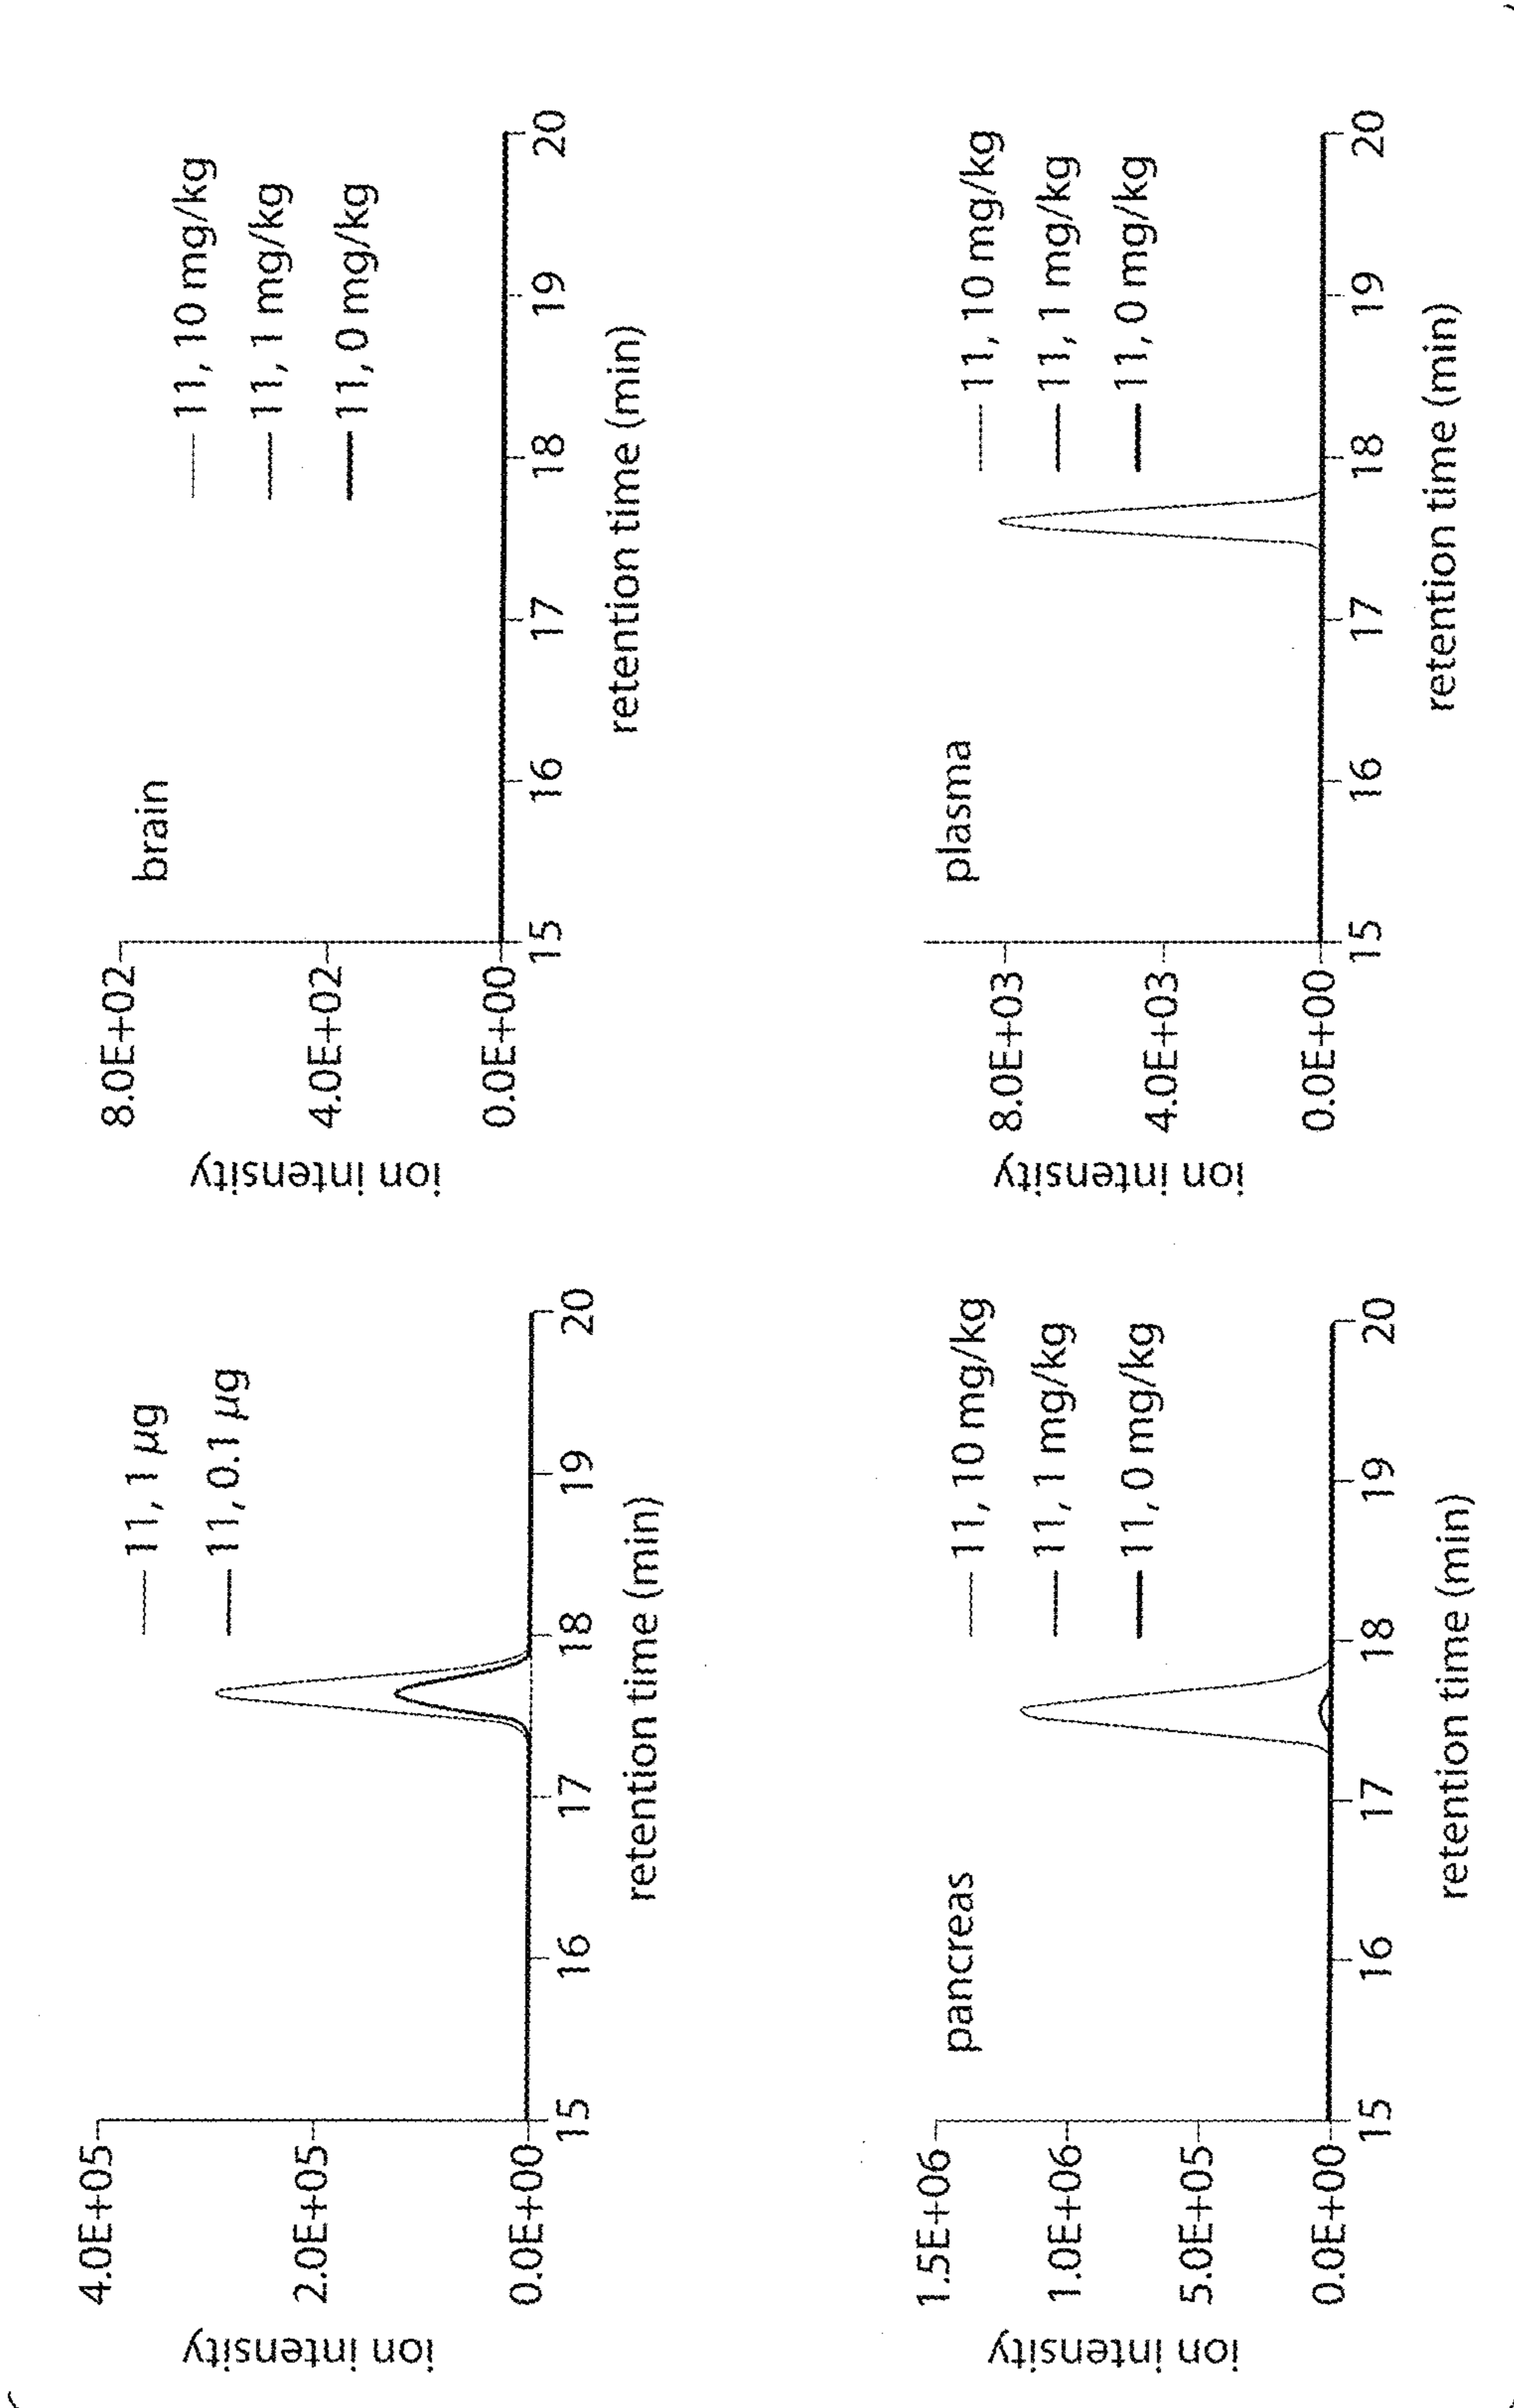 4.0E+05
2.0E+05
0.0E+00
ion intensity
11, 1 µg
11, 0.1 µg
15 16 17 18 19 20
retention time (min)
brain
8.0E+02
4.0E+02
0.0E+00
ion intensity
11, 10 mg/kg
11, 1 mg/kg
11, 0 mg/kg
15 16 17 18 19 20
retention time (min)
pancreas
1.5E+06
1.0E+06
5.0E+05
0.0E+00
ion intensity
11, 10 mg/kg
11, 1 mg/kg
11, 0 mg/kg
15 16 17 18 19 20
retention time (min)
plasma
8.0E+03
4.0E+03
0.0E+00
ion intensity
11, 10 mg/kg
11, 1 mg/kg
11, 0 mg/kg
15 16 17 18 19 20
retention time (min)